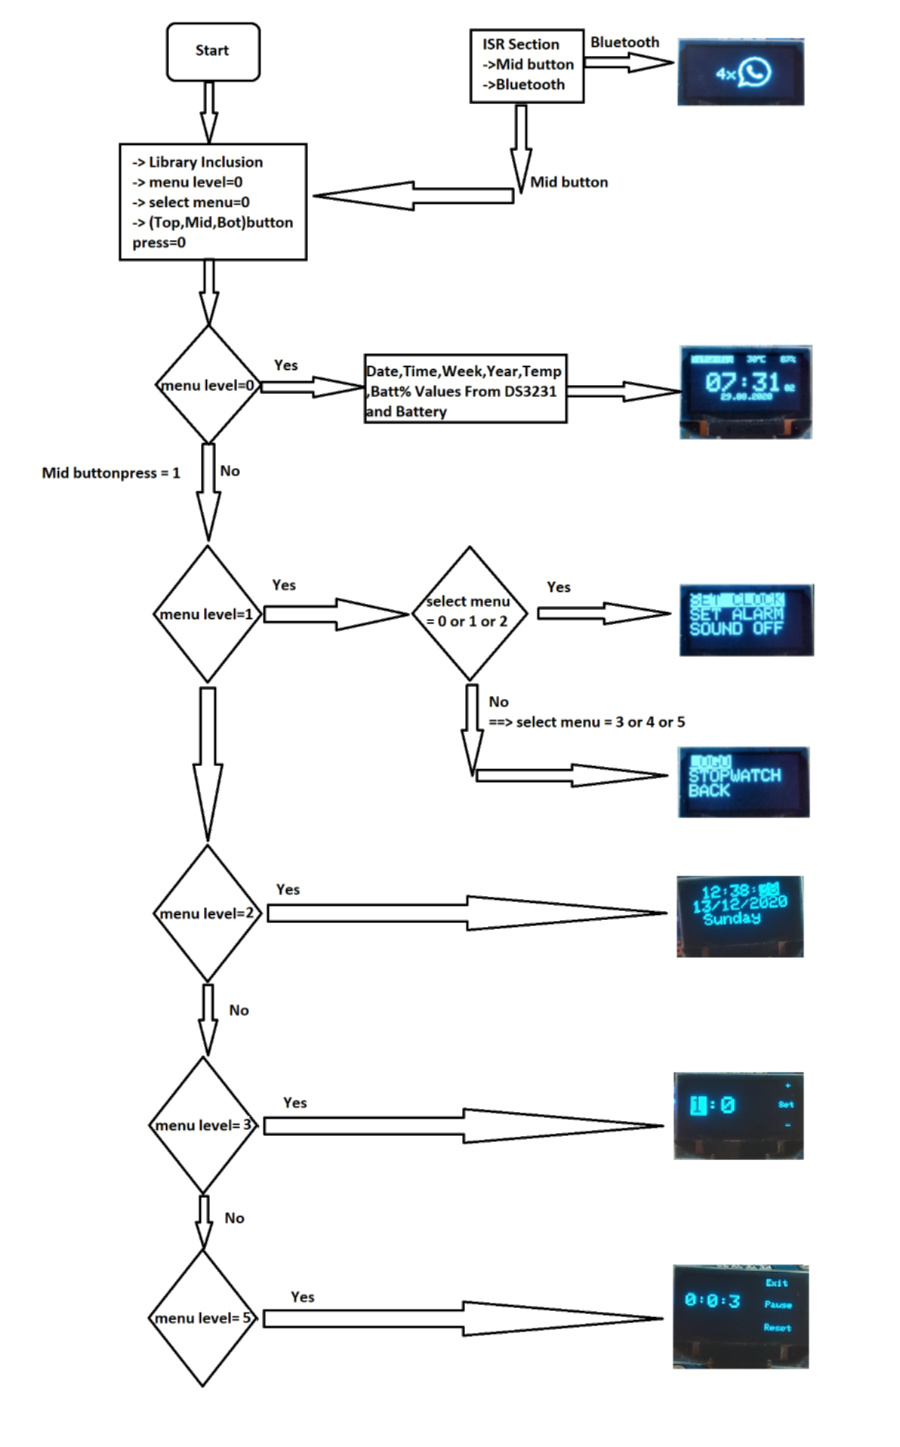 Start
ISR Section
->Mid button
->Bluetooth
Bluetooth
4x
Mid button
-> Library Inclusion
-> menu level=0
-> select menu=0
-> (Top,Mid,Bot)button
press=0
menu level=0
Yes
Date,Time,Week,Year,Temp
,Batt% Values From DS3231
and Battery
30°C 87%
07:31 02
29.08.2020
Mid buttonpress = 1
No
menu level=1
Yes
select menu
= 0 or 1 or 2
Yes
SET CLOCK
SET ALARM
SOUND OFF
No
==> select menu = 3 or 4 or 5
STOPWATCH
BACK
menu level=2
Yes
12:38:
13/12/2020
Sunday
No
menu level= 3
Yes
1:0
+
Set
-
No
menu level= 5
Yes
Exit
0:0:3
Pause
Reset